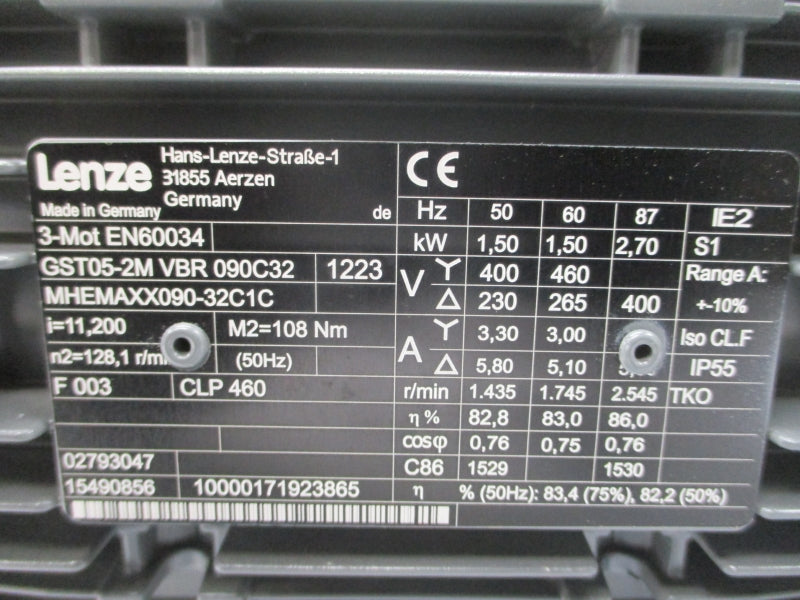 Lenze
Hans-Lenze-Straße-1
31855 Aerzen
Germany
Made in Germany
de
CE
Hz 50 60 87 IE2
3-Mot EN60034
kW 1,50 1,50 2,70 S1
GST05-2M VBR 090C32 1223
V Y 400 460 Range A:
MHEMAXX090-32C1C
Δ 230 265 400 +-10%
i=11,200 M2=108 Nm
A Y 3,30 3,00 Iso CL.F
n2=128,1 r/min (50Hz)
Δ 5,80 5,10 IP55
F 003 CLP 460
r/min 1.435 1.745 2.545 TKO
η % 82,8 83,0 86,0
cosφ 0,76 0,75 0,76
02793047
C86 1529 1530
15490856 10000171923865
η % (50Hz): 83,4 (75%), 82,2 (50%)